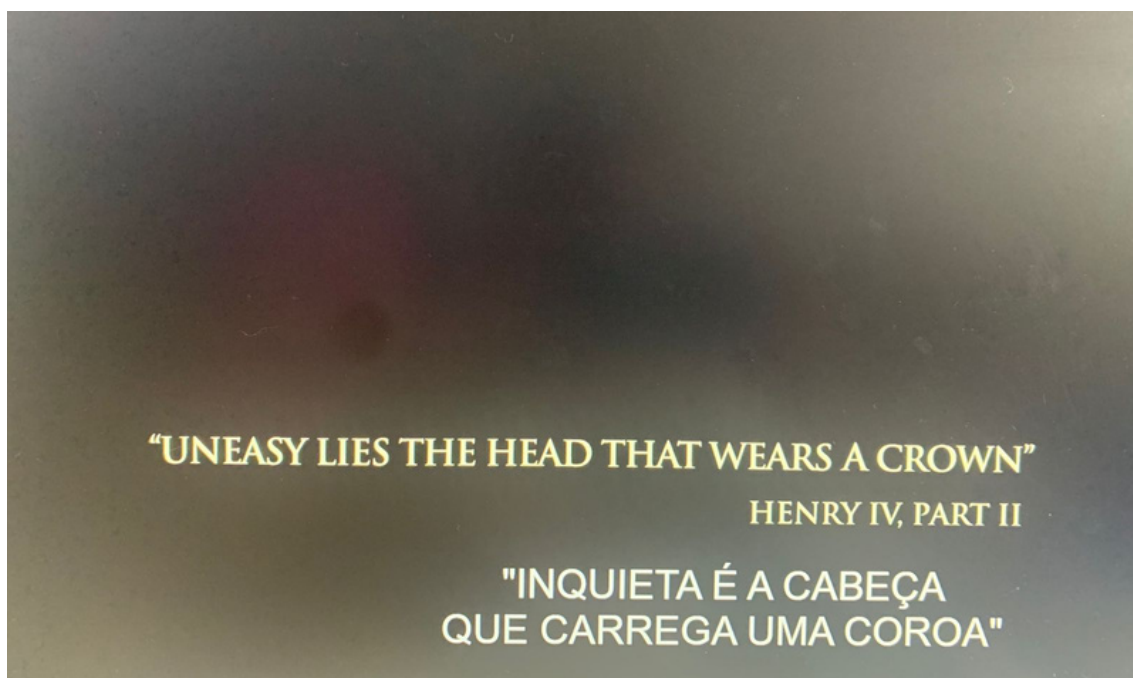 “UNEASY LIES THE HEAD THAT WEARS A CROWN”
HENRY IV, PART II
"INQUIETA É A CABEÇA
QUE CARREGA UMA COROA"